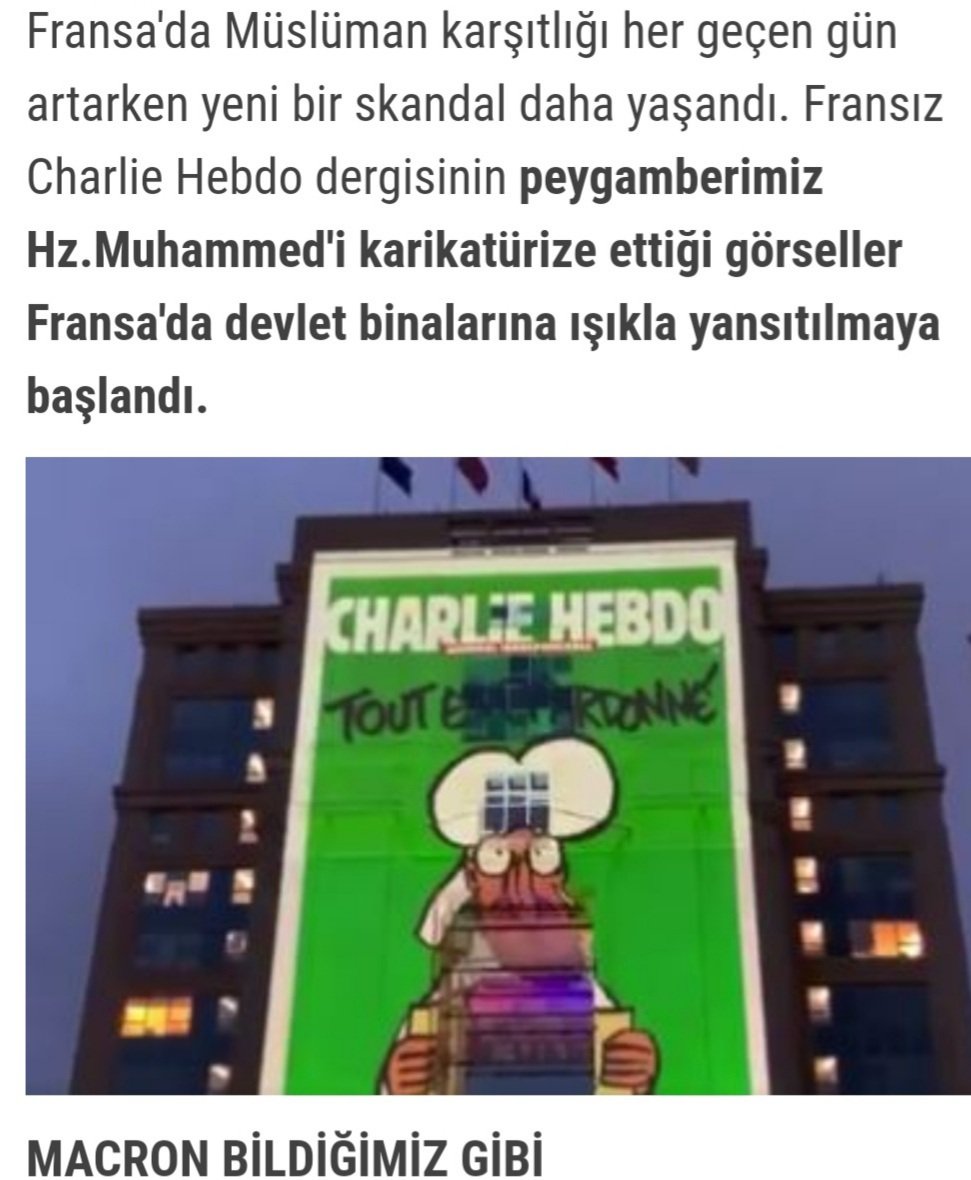 Fransa'da Müslüman karşıtlığı her geçen gün
artarken yeni bir skandal daha yaşandı. Fransız
Charlie Hebdo dergisinin peygamberimiz
Hz.Muhammed'i karikatürize ettiği görseller
Fransa'da devlet binalarına ışıkla yansıtılmaya
başlandı.
CHARLIE HEBDO
TOUT
MACRON BİLDİĞİMİZ GİBİ